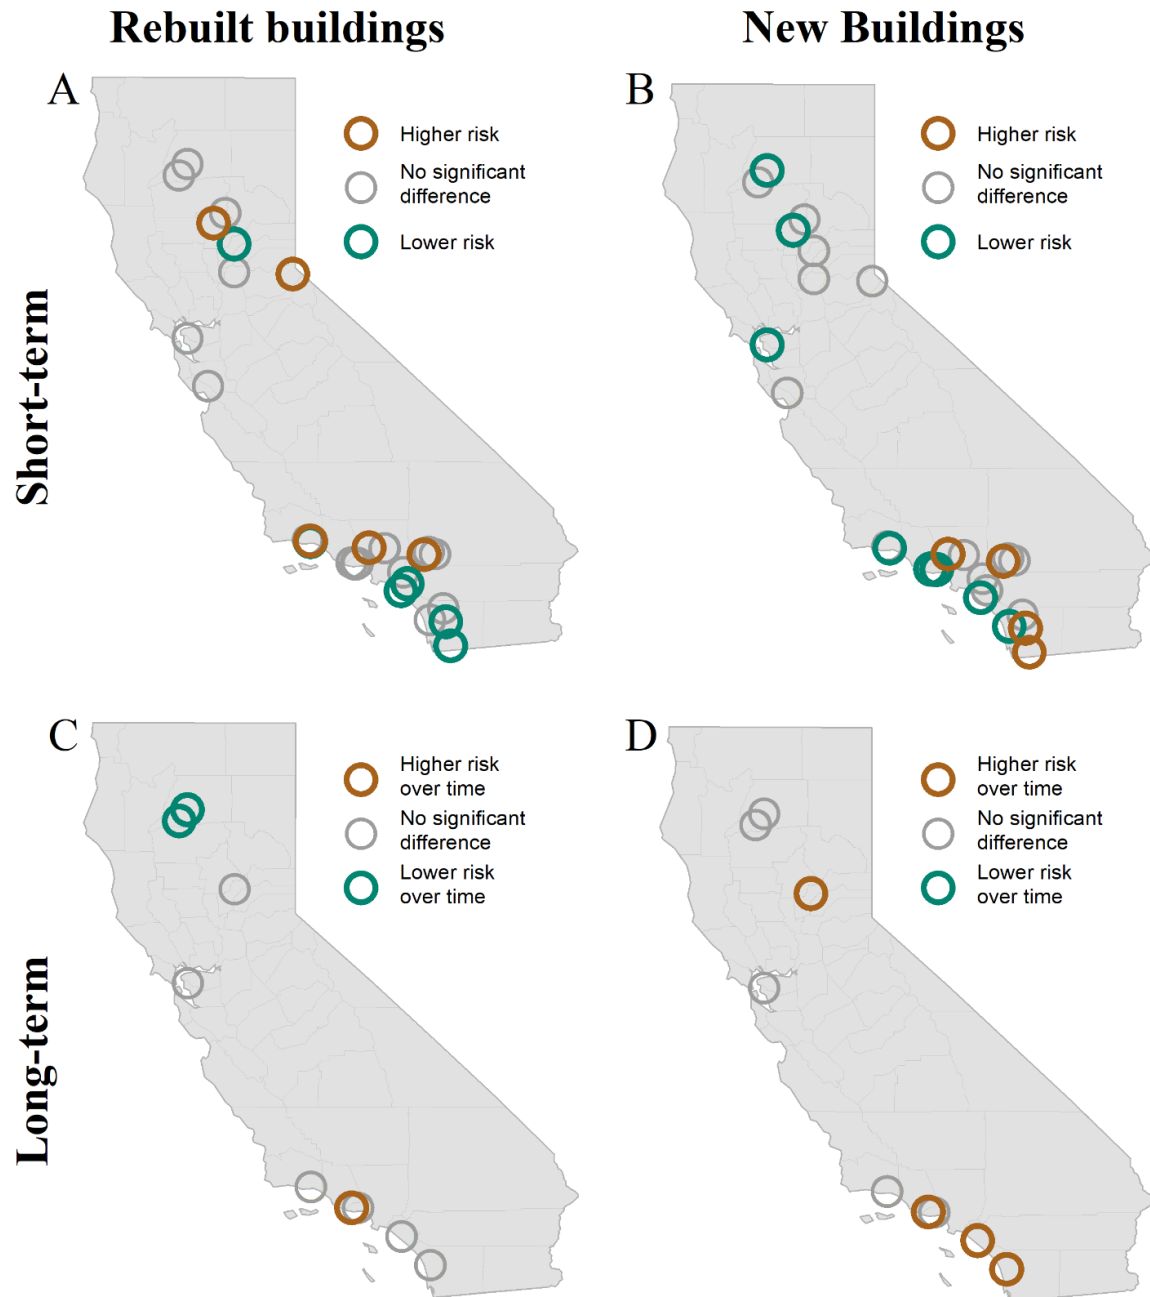 Rebuilt buildings
New Buildings
Short-term
A
Higher risk
No significant
difference
Lower risk
B
Higher risk
No significant
difference
Lower risk
Long-term
C
Higher risk
over time
No significant
difference
Lower risk
over time
D
Higher risk
over time
No significant
difference
Lower risk
over time